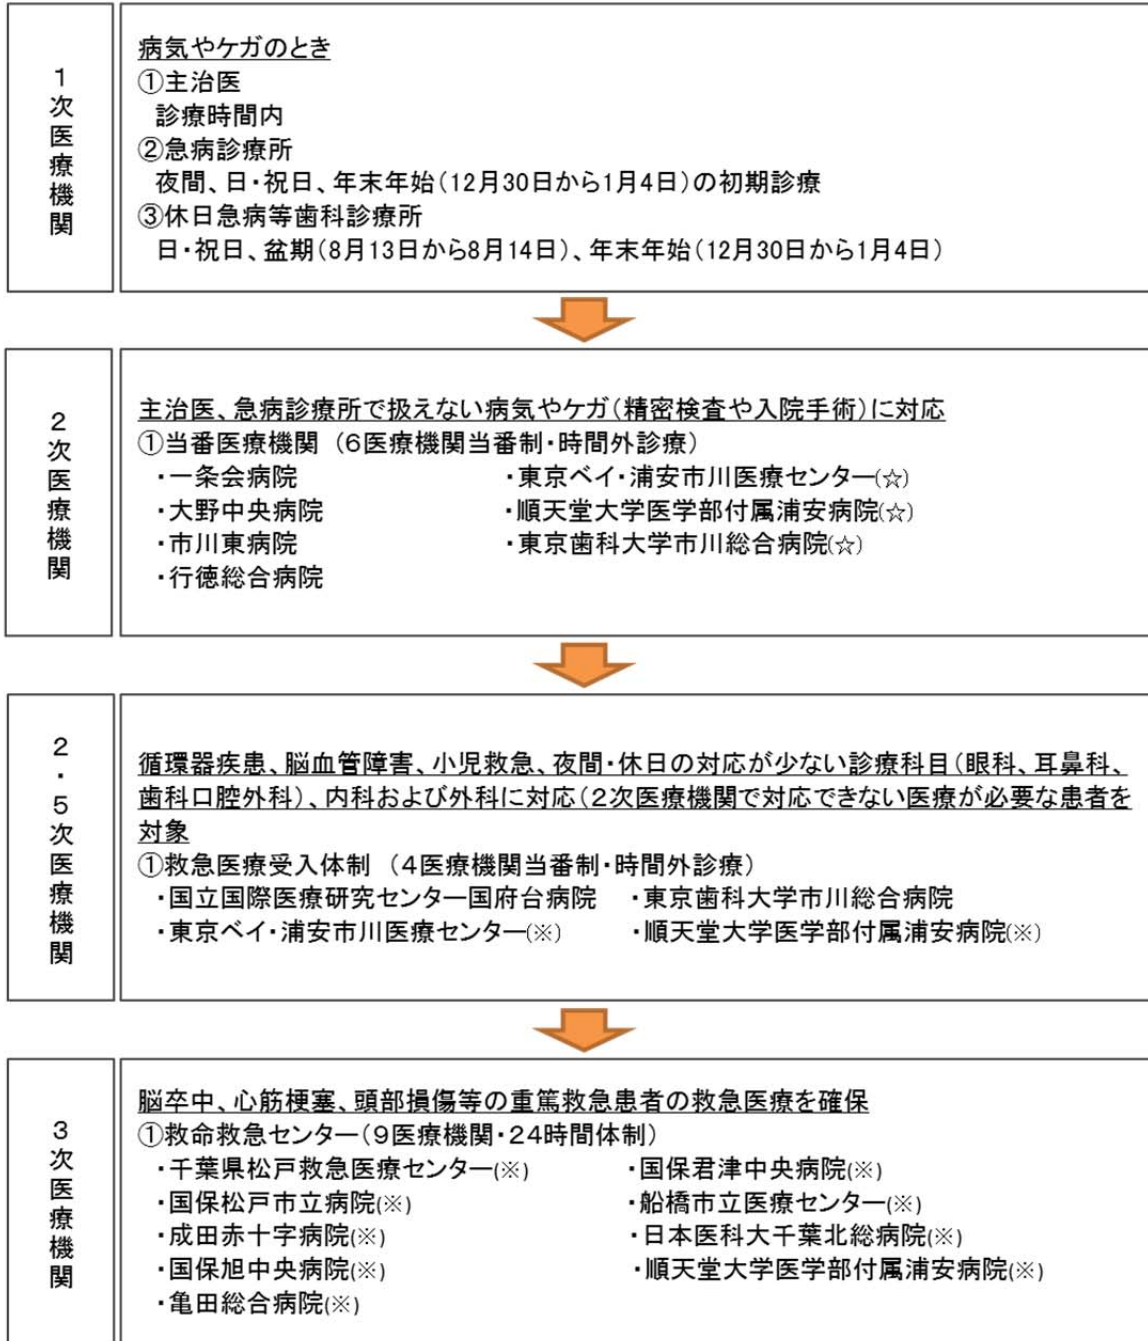 1次医療機関
病気やケガのとき
①主治医
診療時間内
②急病診療所
夜間、日・祝日、年末年始(12月30日から1月4日)の初期診療
③休日急病等歯科診療所
日・祝日、盆期(8月13日から8月14日)、年末年始(12月30日から1月4日)
2次医療機関
主治医、急病診療所で扱えない病気やケガ(精密検査や入院手術)に対応
①当番医療機関 (6医療機関当番制・時間外診療)
・一条会病院
・大野中央病院
・市川東病院
・行徳総合病院
・東京ベイ・浦安市川医療センター(☆)
・順天堂大学医学部付属浦安病院(☆)
・東京歯科大学市川総合病院(☆)
2・5次医療機関
循環器疾患、脳血管障害、小児救急、夜間・休日の対応が少ない診療科目(眼科、耳鼻科、
歯科口腔外科)、内科および外科に対応(2次医療機関で対応できない医療が必要な患者を
対象
①救急医療受入体制 (4医療機関当番制・時間外診療)
・国立国際医療研究センター国府台病院
・東京ベイ・浦安市川医療センター(※)
・東京歯科大学市川総合病院
・順天堂大学医学部付属浦安病院(※)
3次医療機関
脳卒中、心筋梗塞、頭部損傷等の重篤救急患者の救急医療を確保
①救命救急センター(9医療機関・24時間体制)
・千葉県松戸救急医療センター(※)
・国保松戸市立病院(※)
・成田赤十字病院(※)
・国保旭中央病院(※)
・亀田総合病院(※)
・国保君津中央病院(※)
・船橋市立医療センター(※)
・日本医科大千葉北総病院(※)
・順天堂大学医学部付属浦安病院(※)